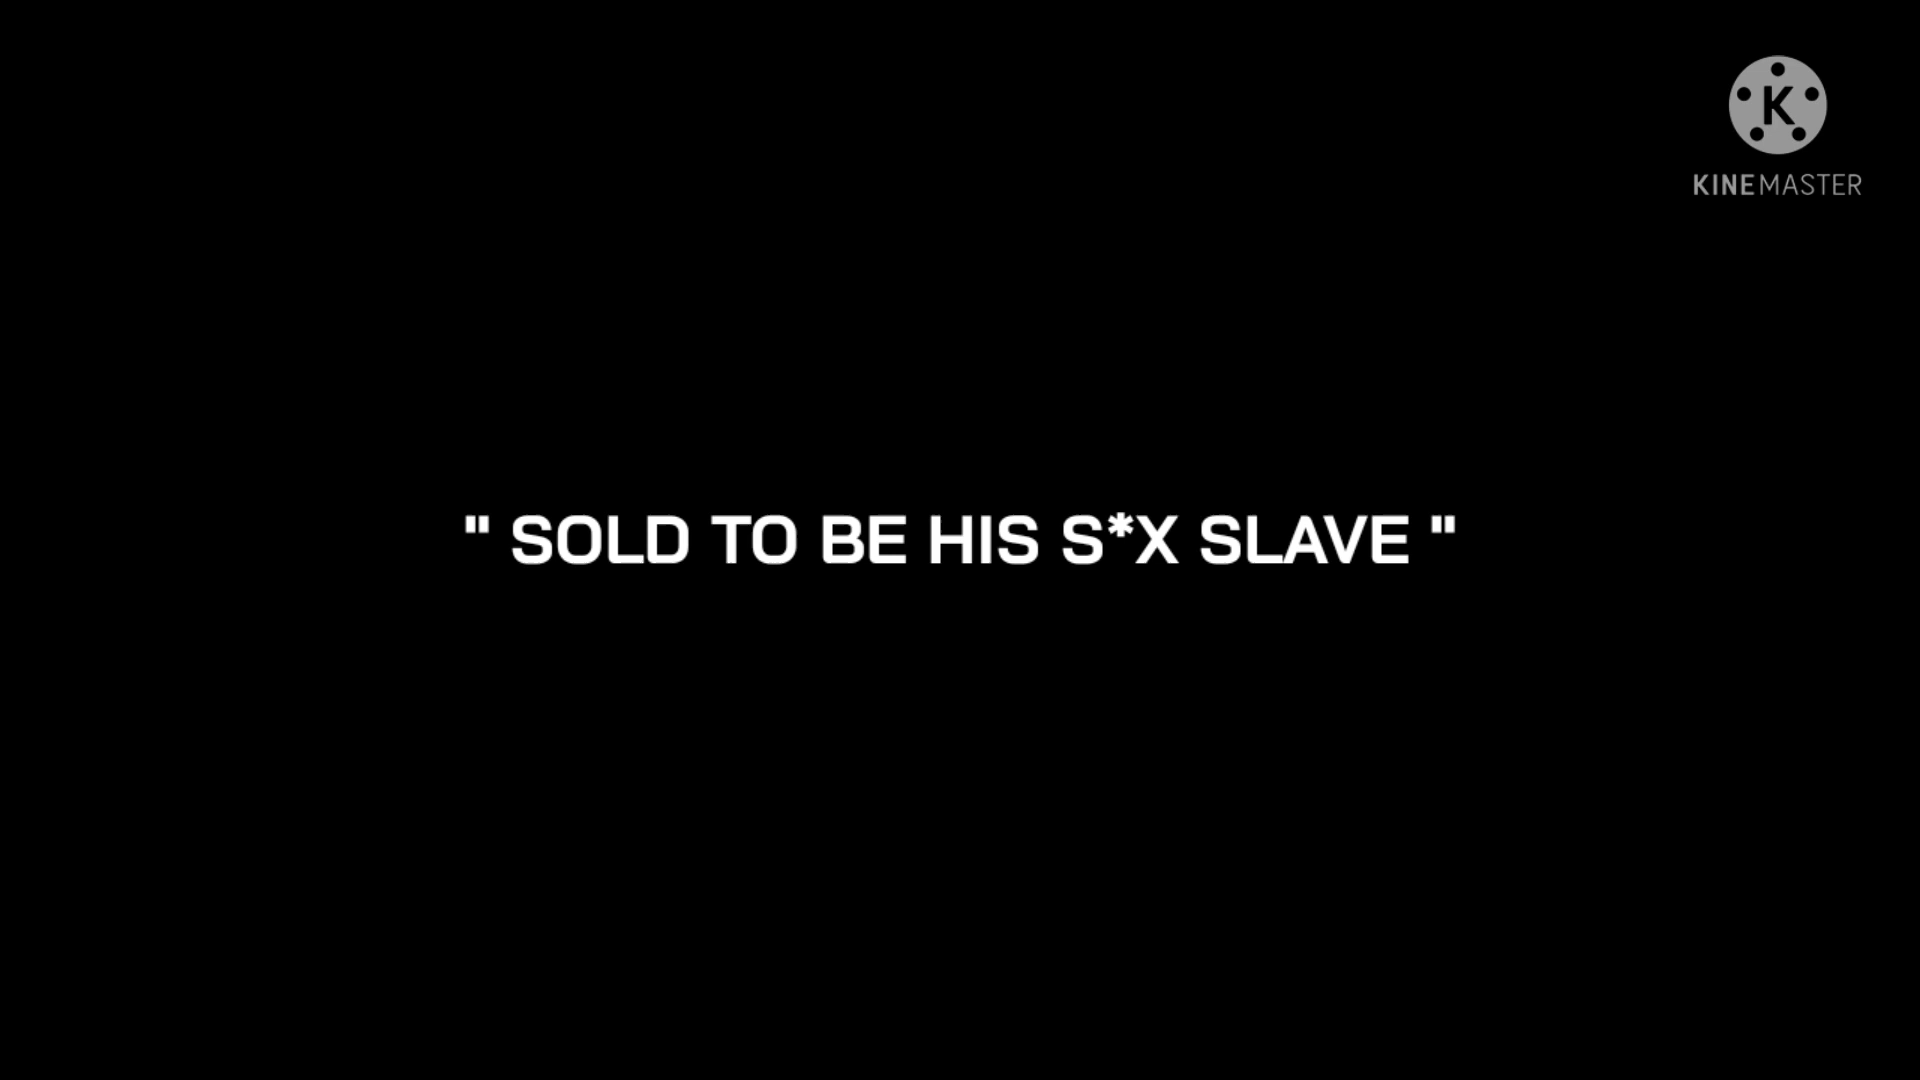 K
KINEMASTER
" SOLD TO BE HIS S*X SLAVE "